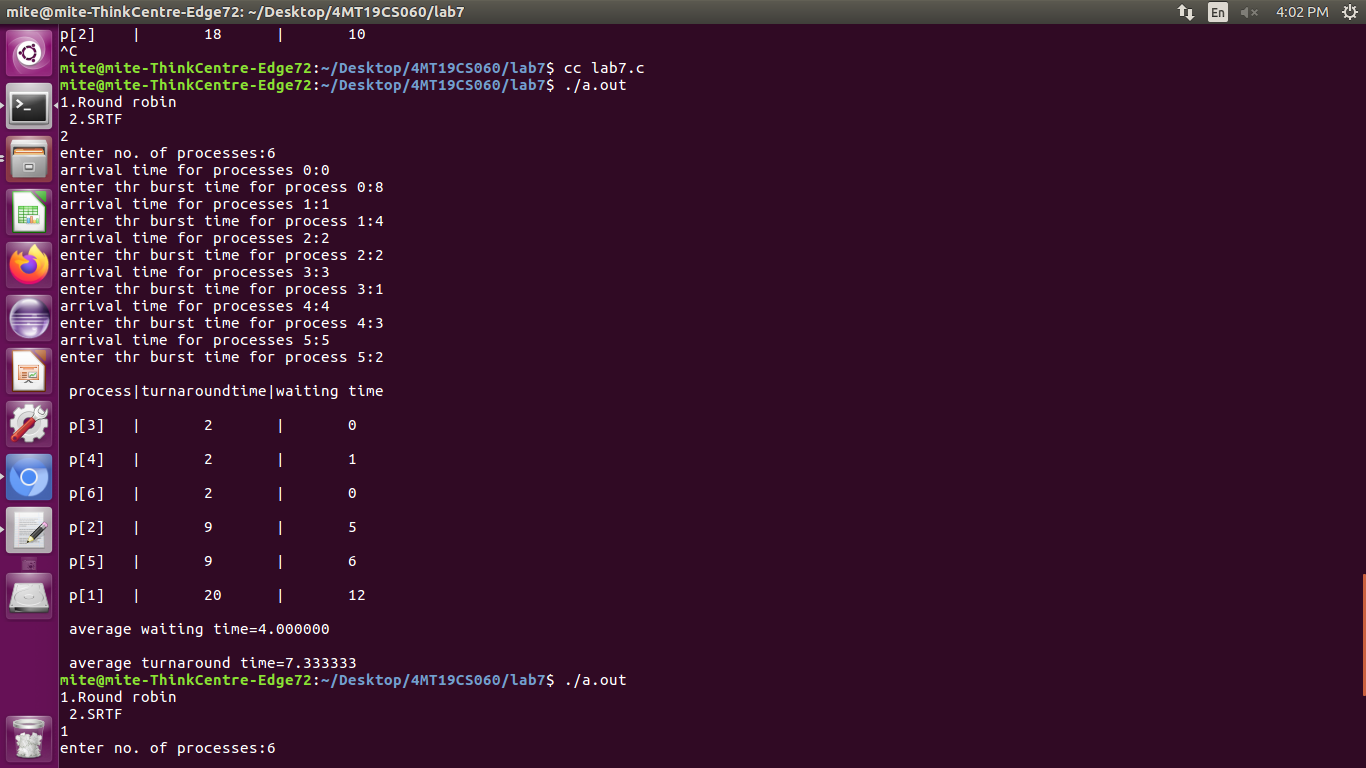 mite@mite-ThinkCentre-Edge72: ~/Desktop/4MT19CS060/lab7
En
4:02 PM
p[2]    |       18      |       10
^C
mite@mite-ThinkCentre-Edge72:~/Desktop/4MT19CS060/lab7$ cc lab7.c
mite@mite-ThinkCentre-Edge72:~/Desktop/4MT19CS060/lab7$ ./a.out
1.Round robin
 2.SRTF
2
enter no. of processes:6
arrival time for processes 0:0
enter thr burst time for process 0:8
arrival time for processes 1:1
enter thr burst time for process 1:4
arrival time for processes 2:2
enter thr burst time for process 2:2
arrival time for processes 3:3
enter thr burst time for process 3:1
arrival time for processes 4:4
enter thr burst time for process 4:3
arrival time for processes 5:5
enter thr burst time for process 5:2
 process|turnaroundtime|waiting time
 p[3]   |       2       |       0
 p[4]   |       2       |       1
 p[6]   |       2       |       0
 p[2]   |       9       |       5
 p[5]   |       9       |       6
 p[1]   |       20      |       12
 average waiting time=4.000000
 average turnaround time=7.333333
mite@mite-ThinkCentre-Edge72:~/Desktop/4MT19CS060/lab7$ ./a.out
1.Round robin
 2.SRTF
1
enter no. of processes:6